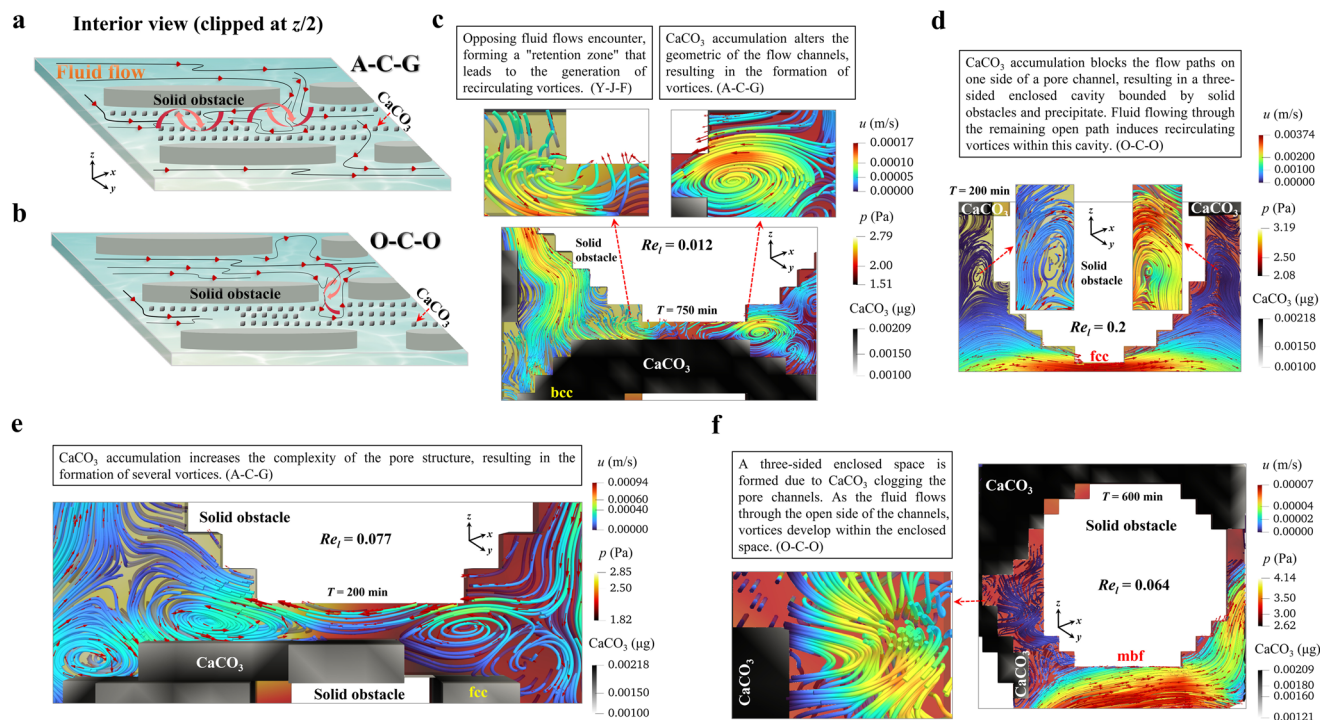 a
Interior view (clipped at z/2)
Fluid flow
A-C-G
Solid obstacle
CaCO₃
z
x
y
b
O-C-O
Solid obstacle
CaCO₃
z
x
y
c
Opposing fluid flows encounter,
forming a "retention zone" that
leads to the generation of
recirculating vortices. (Y-J-F)
CaCO₃ accumulation alters the
geometric of the flow channels,
resulting in the formation of
vortices. (A-C-G)
u (m/s)
0.00017
0.00010
0.00005
0.00000
p (Pa)
2.79
2.00
1.51
CaCO₃ (μg)
0.00209
0.00150
0.00100
Solid
obstacle
Reₗ = 0.012
z
x
y
T = 750 min
CaCO₃
bcc
d
CaCO₃ accumulation blocks the flow paths on
one side of a pore channel, resulting in a three-
sided enclosed cavity bounded by solid
obstacles and precipitate. Fluid flowing through
the remaining open path induces recirculating
vortices within this cavity. (O-C-O)
u (m/s)
0.00374
0.00200
0.00100
0.00000
p (Pa)
3.19
2.50
2.08
CaCO₃ (μg)
0.00218
0.00150
0.00100
T = 200 min
CaCO₃
CaCO₃
z
x
y
Solid
obstacle
Reₗ = 0.2
fcc
e
CaCO₃ accumulation increases the complexity of the pore structure, resulting in the
formation of several vortices. (A-C-G)
u (m/s)
0.00094
0.00060
0.00040
0.00000
p (Pa)
2.85
2.50
1.82
CaCO₃ (μg)
0.00218
0.00150
0.00100
Solid obstacle
Reₗ = 0.077
z
x
y
T = 200 min
CaCO₃
Solid obstacle
fcc
f
A three-sided enclosed space is
formed due to CaCO₃ clogging the
pore channels. As the fluid flows
through the open side of the channels,
vortices develop within the enclosed
space. (O-C-O)
CaCO₃
CaCO₃
T = 600 min
Solid obstacle
Reₗ = 0.064
z
x
y
mbf
CaCO₃
u (m/s)
0.00007
0.00004
0.00002
0.00000
p (Pa)
4.14
3.50
3.00
2.62
CaCO₃ (μg)
0.00209
0.00180
0.00160
0.00121